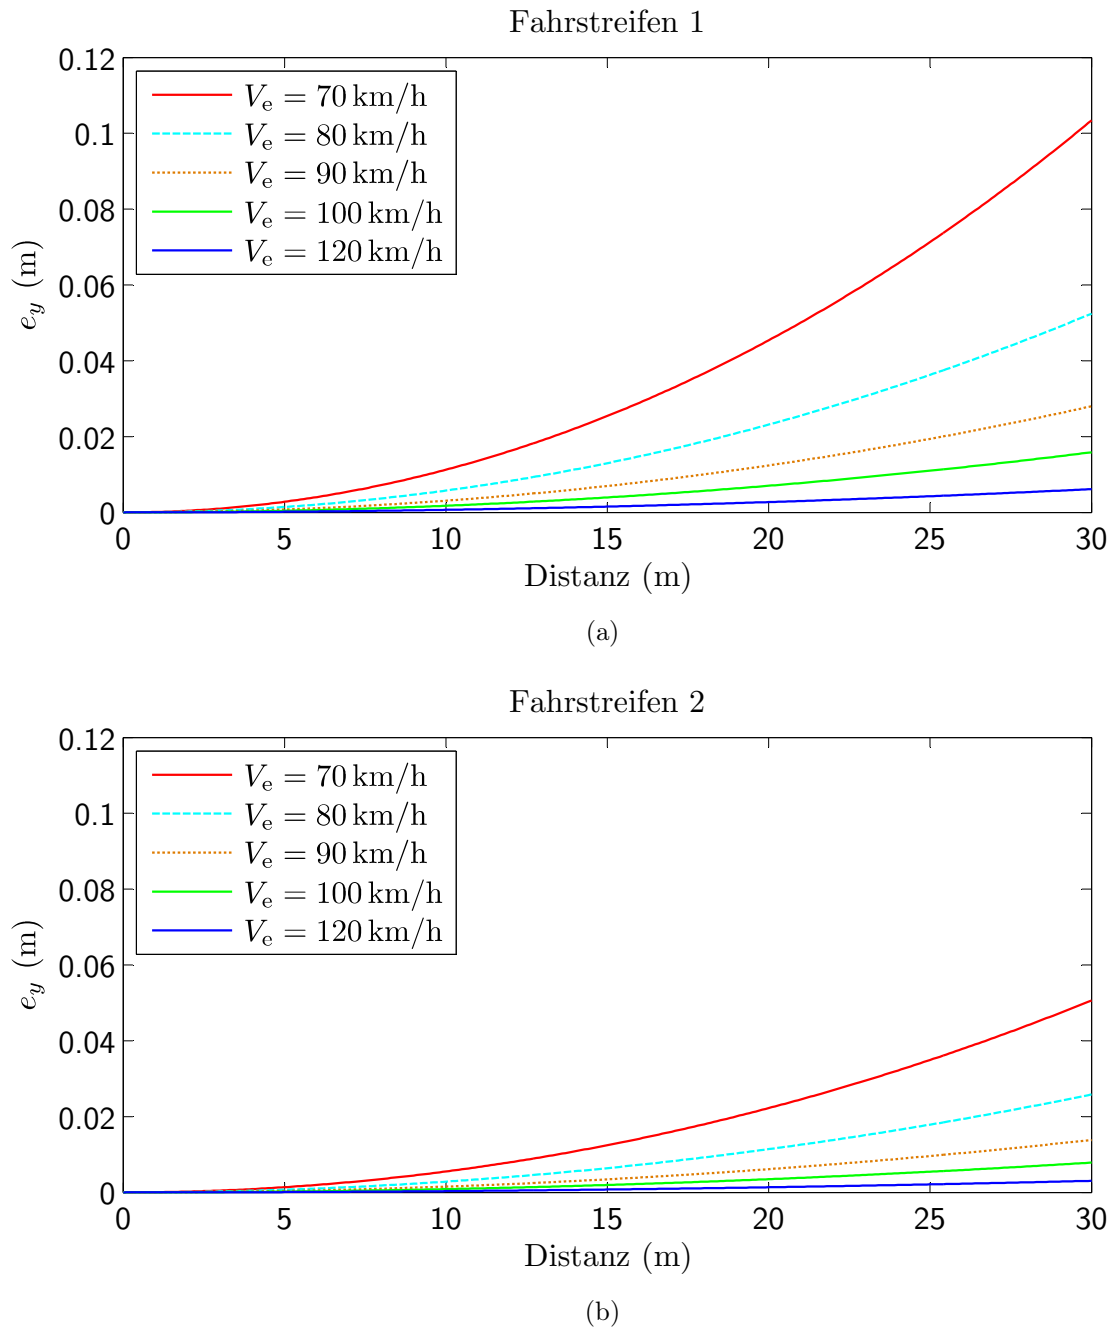 Fahrstreifen 1
0.12
0.1
0.08
0.06
0.04
0.02
0
e_y (m)
V_e = 70 km/h
V_e = 80 km/h
V_e = 90 km/h
V_e = 100 km/h
V_e = 120 km/h
0 5 10 15 20 25 30
Distanz (m)
(a)
Fahrstreifen 2
0.12
0.1
0.08
0.06
0.04
0.02
0
e_y (m)
V_e = 70 km/h
V_e = 80 km/h
V_e = 90 km/h
V_e = 100 km/h
V_e = 120 km/h
0 5 10 15 20 25 30
Distanz (m)
(b)